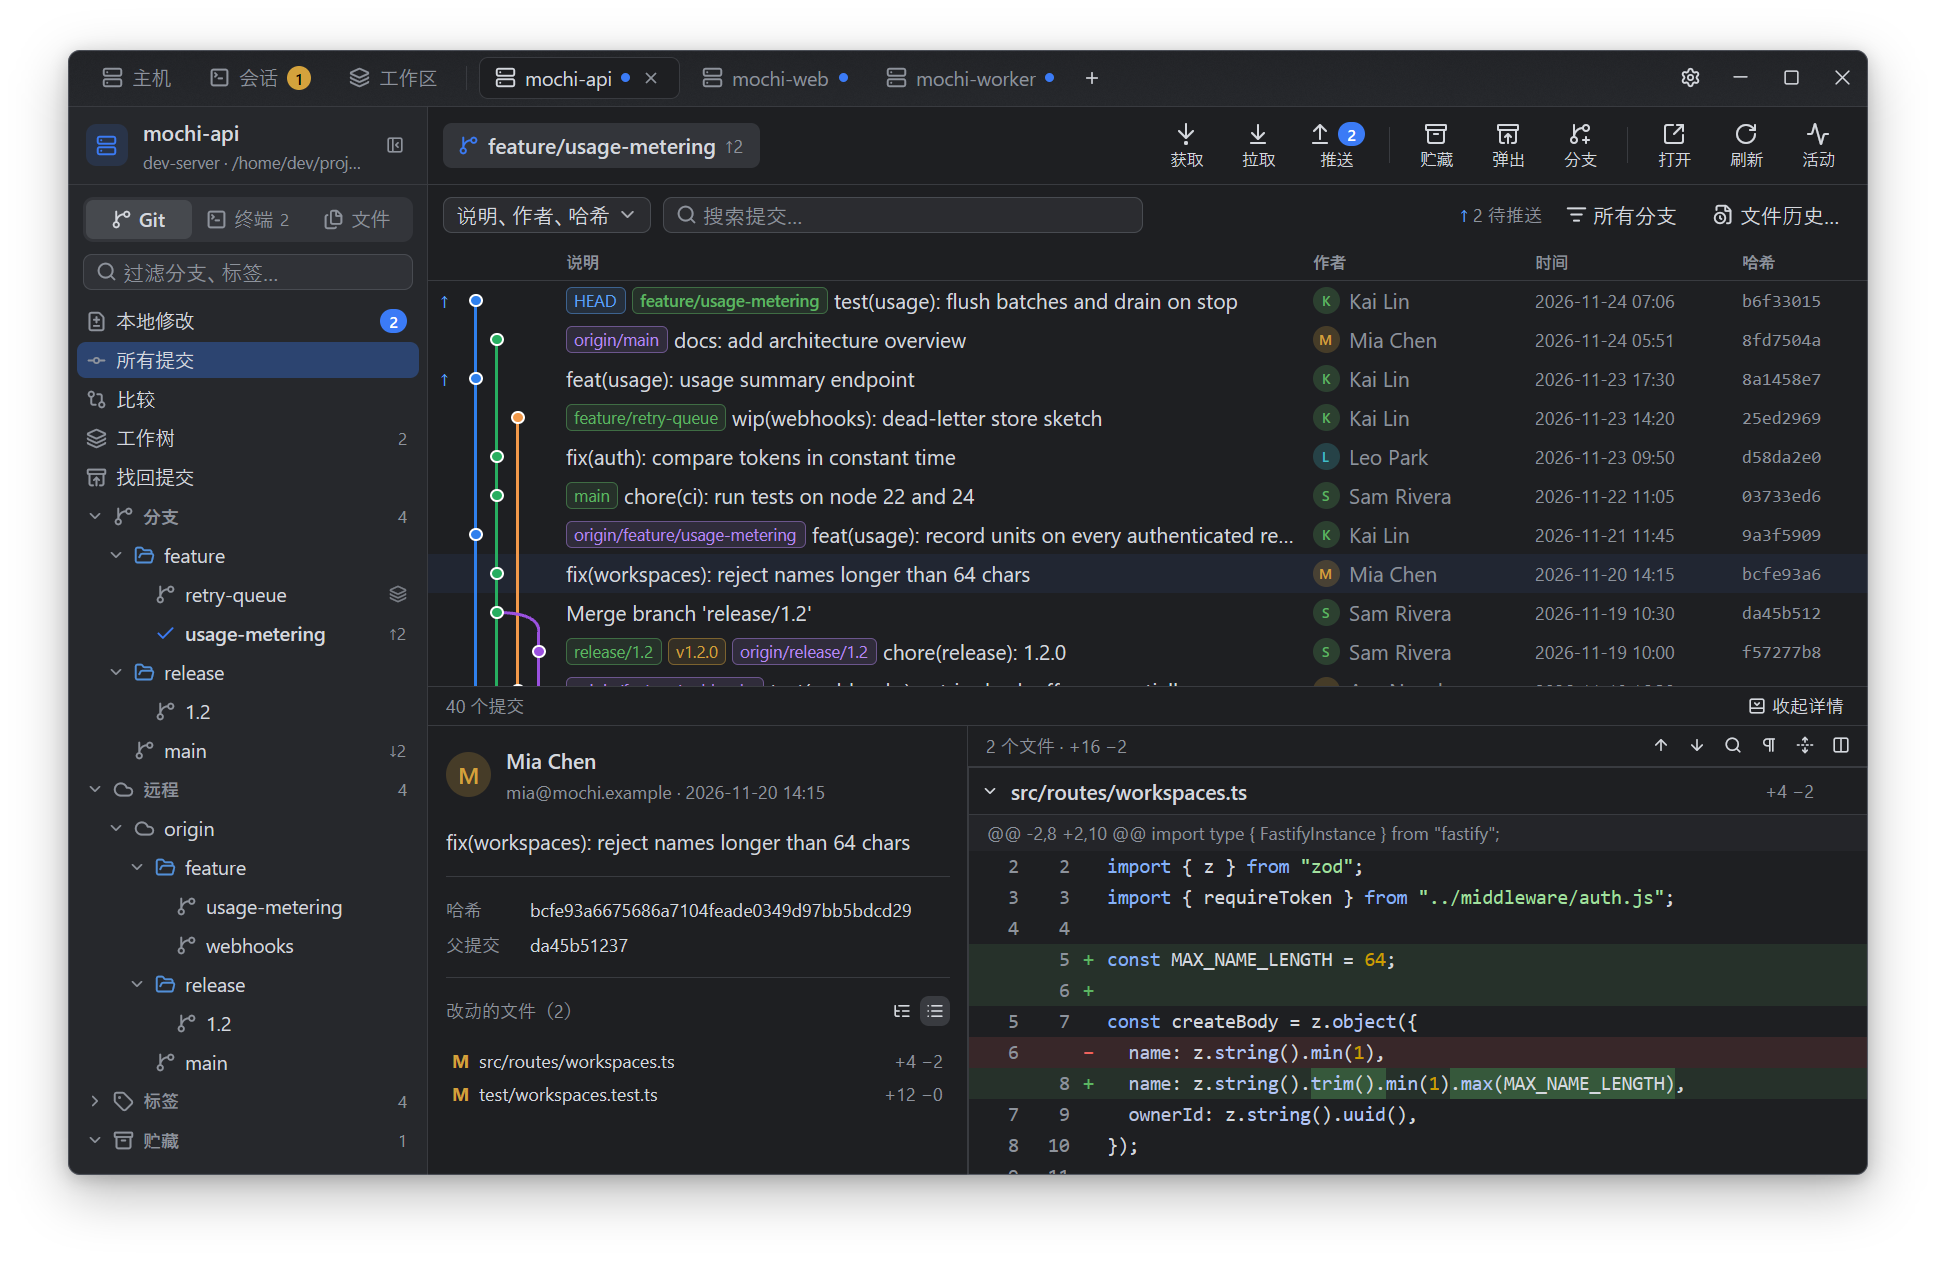 主机 会话 1 工作区 mochi-api mochi-web mochi-worker
mochi-api
dev-server · /home/dev/proj...
Git 终端 2 文件
过滤分支、标签...
本地修改 2
所有提交
比较
工作树 2
找回提交
分支 4
feature
retry-queue
usage-metering ↑2
release
1.2
main ↓2
远程 4
origin
feature
usage-metering
webhooks
release
1.2
main
标签 4
贮藏 1
feature/usage-metering ↑2
获取 拉取 推送 2 贮藏 弹出 分支 打开 刷新 活动
说明、作者、哈希 搜索提交... ↑2 待推送 所有分支 文件历史...
说明 作者 时间 哈希
↑ HEAD feature/usage-metering test(usage): flush batches and drain on stop K Kai Lin 2026-11-24 07:06 b6f33015
origin/main docs: add architecture overview M Mia Chen 2026-11-24 05:51 8fd7504a
↑ feat(usage): usage summary endpoint K Kai Lin 2026-11-23 17:30 8a1458e7
feature/retry-queue wip(webhooks): dead-letter store sketch K Kai Lin 2026-11-23 14:20 25ed2969
fix(auth): compare tokens in constant time L Leo Park 2026-11-23 09:50 d58da2e0
main chore(ci): run tests on node 22 and 24 S Sam Rivera 2026-11-22 11:05 03733ed6
origin/feature/usage-metering feat(usage): record units on every authenticated re... K Kai Lin 2026-11-21 11:45 9a3f5909
fix(workspaces): reject names longer than 64 chars M Mia Chen 2026-11-20 14:15 bcfe93a6
Merge branch 'release/1.2' S Sam Rivera 2026-11-19 10:30 da45b512
release/1.2 v1.2.0 origin/release/1.2 chore(release): 1.2.0 S Sam Rivera 2026-11-19 10:00 f57277b8
40 个提交 收起详情
M Mia Chen
mia@mochi.example · 2026-11-20 14:15
fix(workspaces): reject names longer than 64 chars
哈希 bcfe93a6675686a7104feade0349d97bb5bdcd29
父提交 da45b51237
改动的文件（2）
M src/routes/workspaces.ts +4 −2
M test/workspaces.test.ts +12 −0
2 个文件 · +16 −2
src/routes/workspaces.ts +4 −2
@@ -2,8 +2,10 @@ import type { FastifyInstance } from "fastify";
2 2 import { z } from "zod";
3 3 import { requireToken } from "../middleware/auth.js";
4 4
5 + const MAX_NAME_LENGTH = 64;
6 +
5 7 const createBody = z.object({
6 − name: z.string().min(1),
8 + name: z.string().trim().min(1).max(MAX_NAME_LENGTH),
7 9 ownerId: z.string().uuid(),
8 10 });